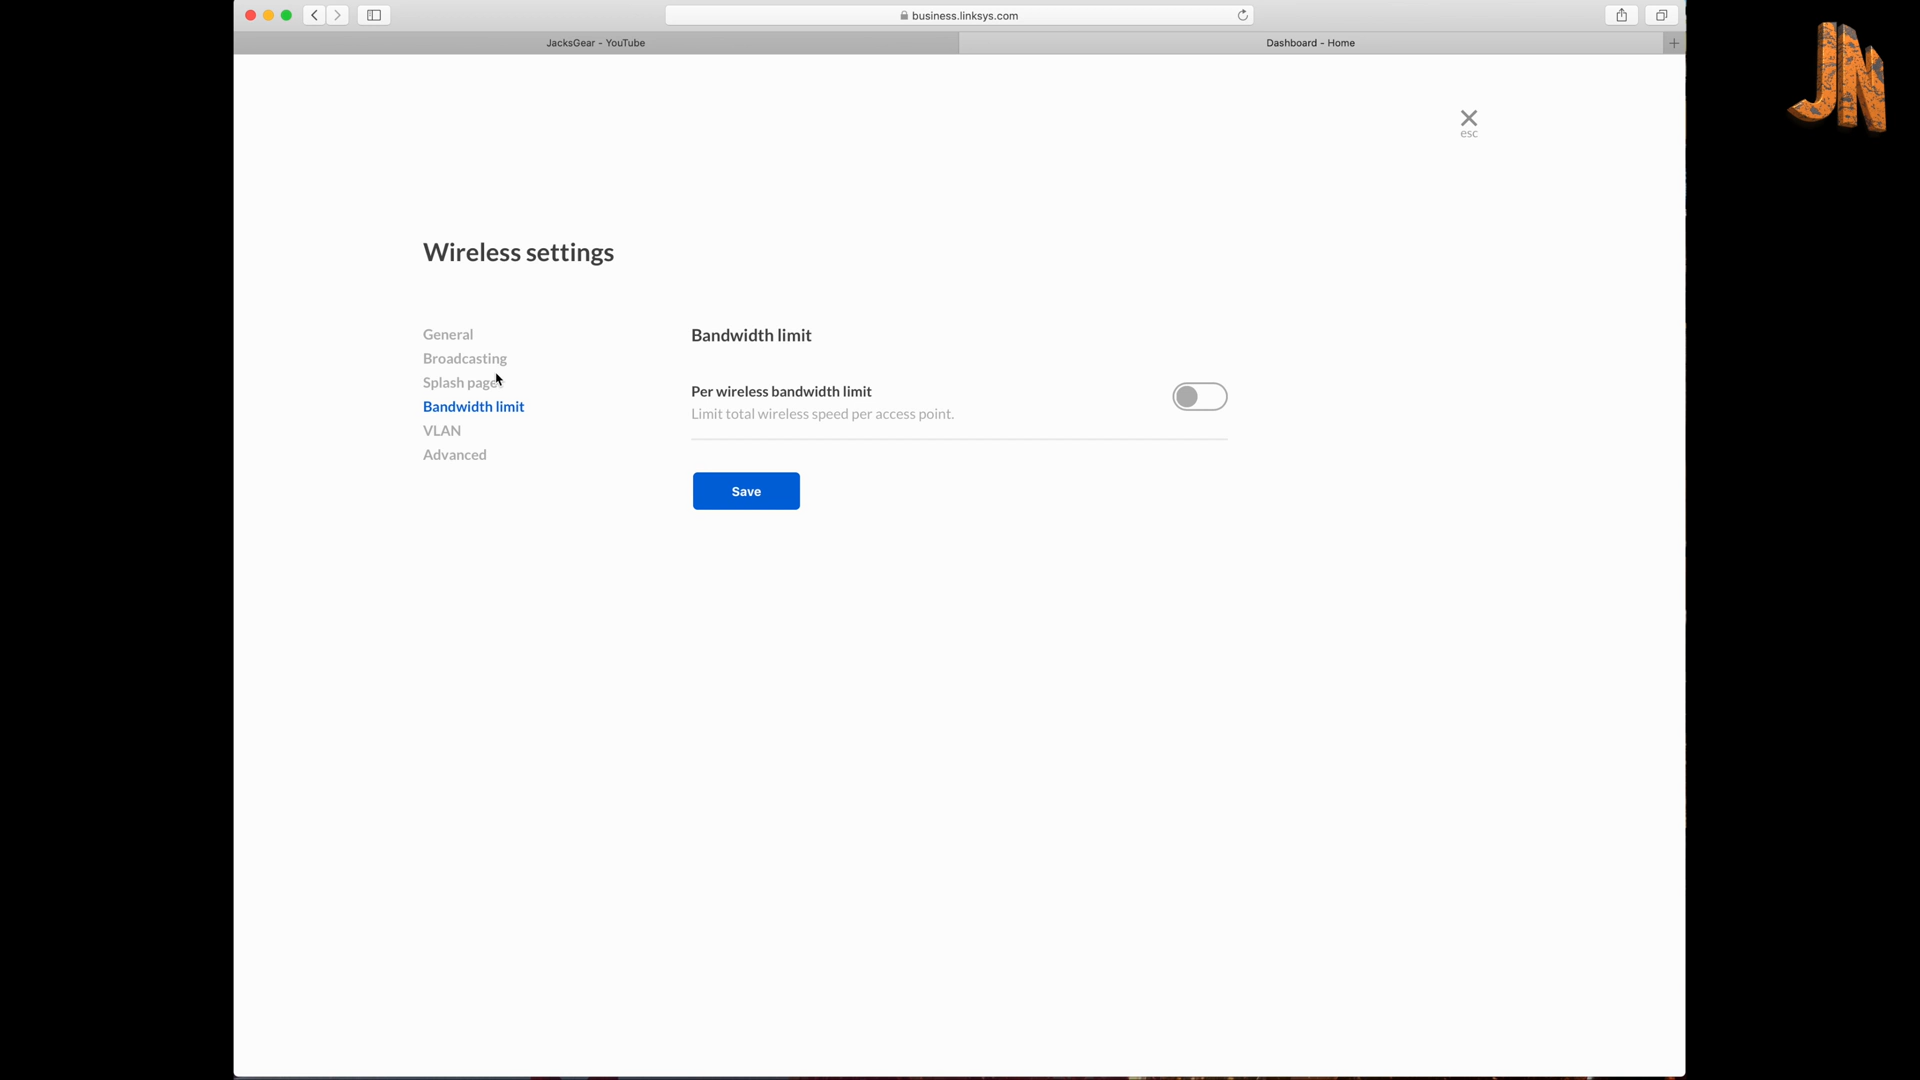 business.linksys.com
JacksGear - YouTube
Dashboard - Home
JN
esc
Wireless settings
General
Broadcasting
Splash page
Bandwidth limit
VLAN
Advanced
Bandwidth limit
Per wireless bandwidth limit
Limit total wireless speed per access point.
Save